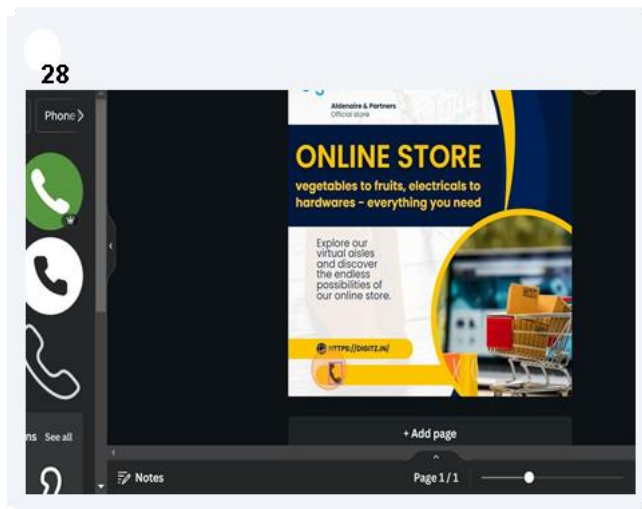 28
Phone
Aldenaire & Partners
Official store
ONLINE STORE
vegetables to fruits, electricals to
hardwares - everything you need
Explore our
virtual aisles
and discover
the endless
possibilities of
our online store.
HTTPS://DIGITZ.IN/
+ Add page
ns See all
Notes
Page 1 / 1